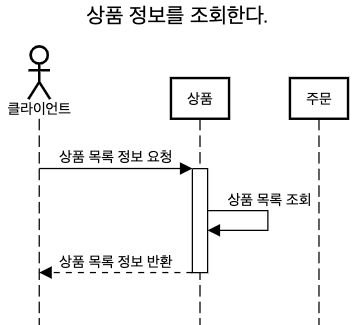 상품 정보를 조회한다.
클라이언트
상품
주문
상품 목록 정보 요청
상품 목록 조회
상품 목록 정보 반환